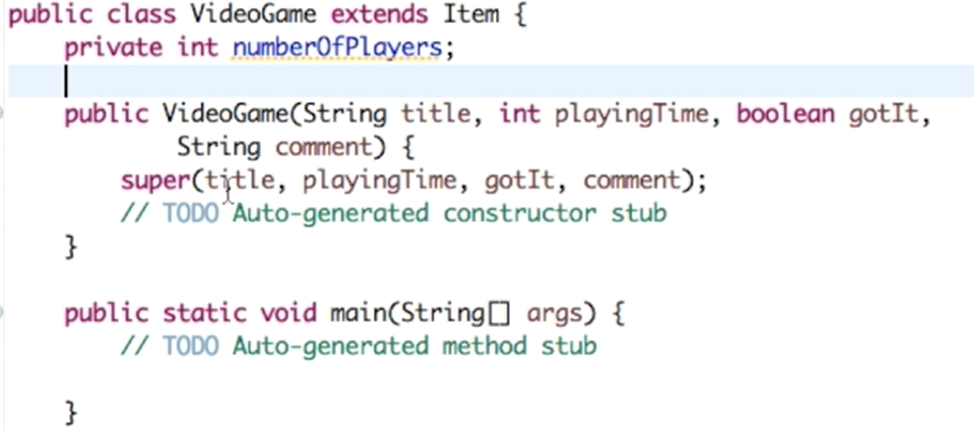 public class VideoGame extends Item {
private int numberOfPlayers;
public VideoGame(String title, int playingTime, boolean gotIt,
String comment) {
super(title, playingTime, gotIt, comment);
// TODO Auto-generated constructor stub
}
public static void main(String[] args) {
// TODO Auto-generated method stub
}